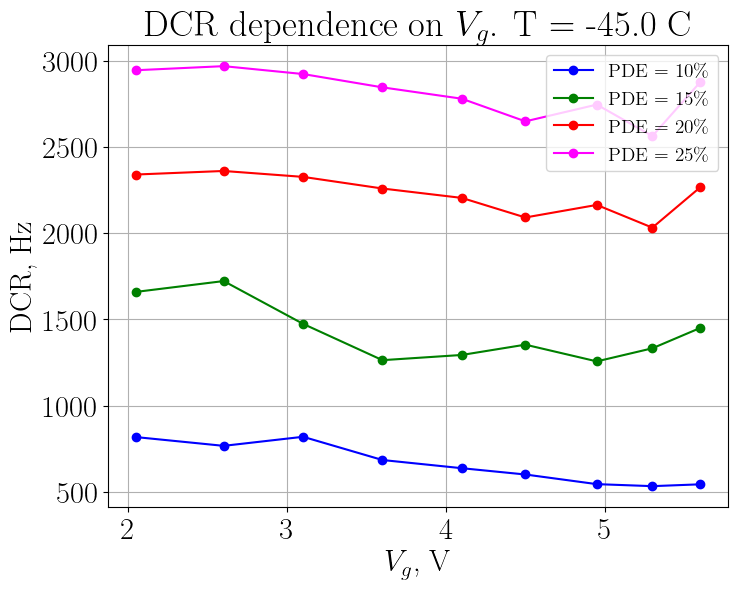 DCR dependence on V_g. T = -45.0 C
3000
2500
2000
1500
1000
500
DCR, Hz
PDE = 10%
PDE = 15%
PDE = 20%
PDE = 25%
2 3 4 5
V_g, V